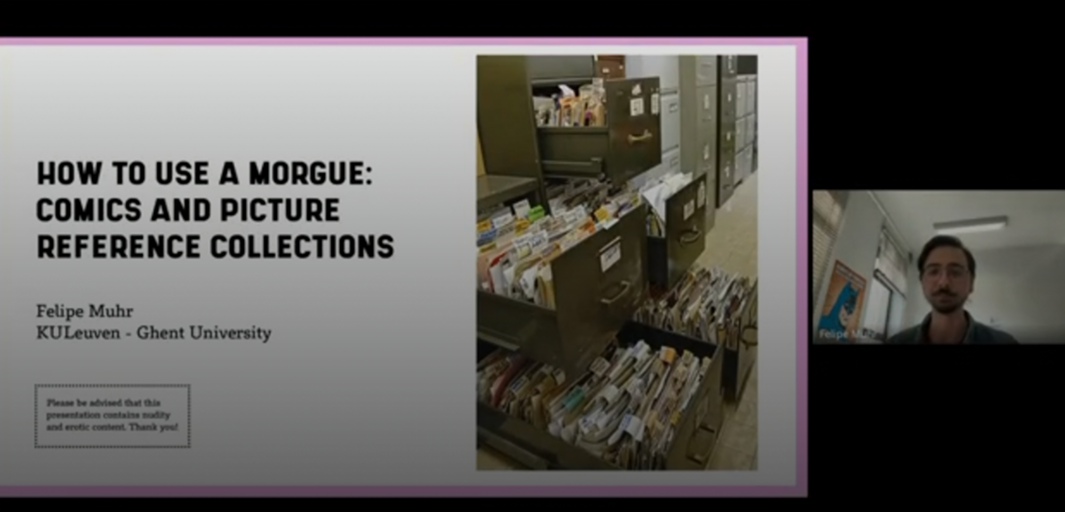 HOW TO USE A MORGUE:
COMICS AND PICTURE
REFERENCE COLLECTIONS
Felipe Muhr
KULeuven - Ghent University
Please be advised that this
presentation contains nudity
and erotic content. Thank you!
Felipe